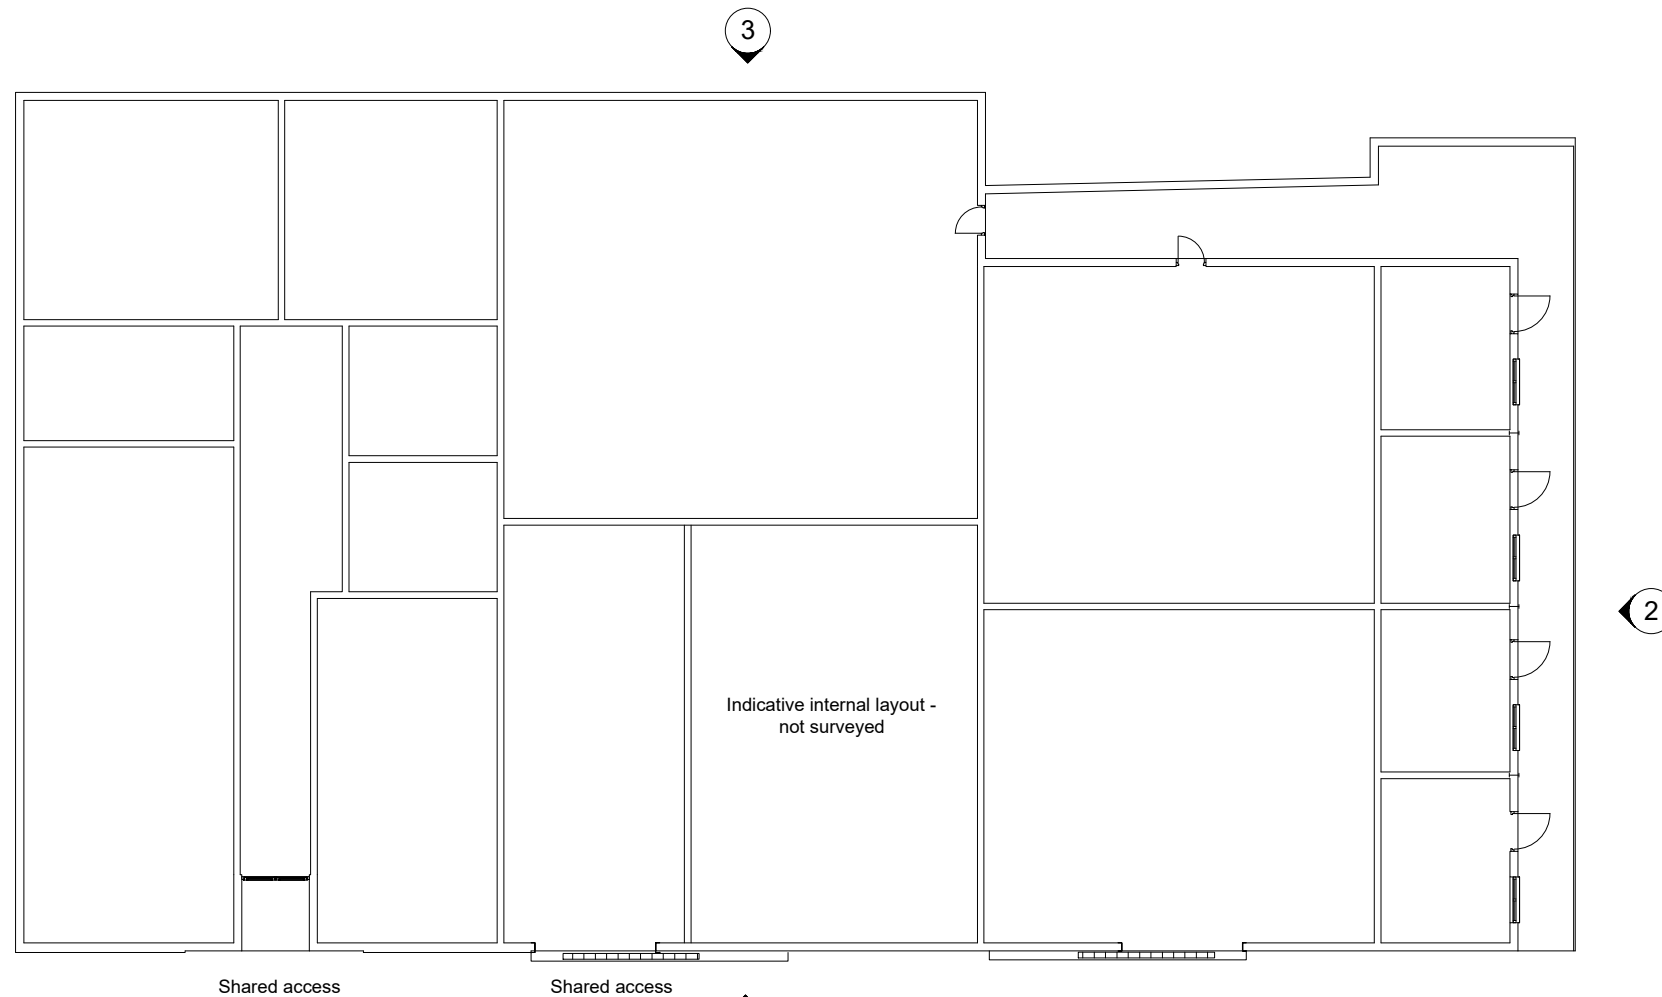 3
2
Indicative internal layout -
not surveyed
Shared access
Shared access